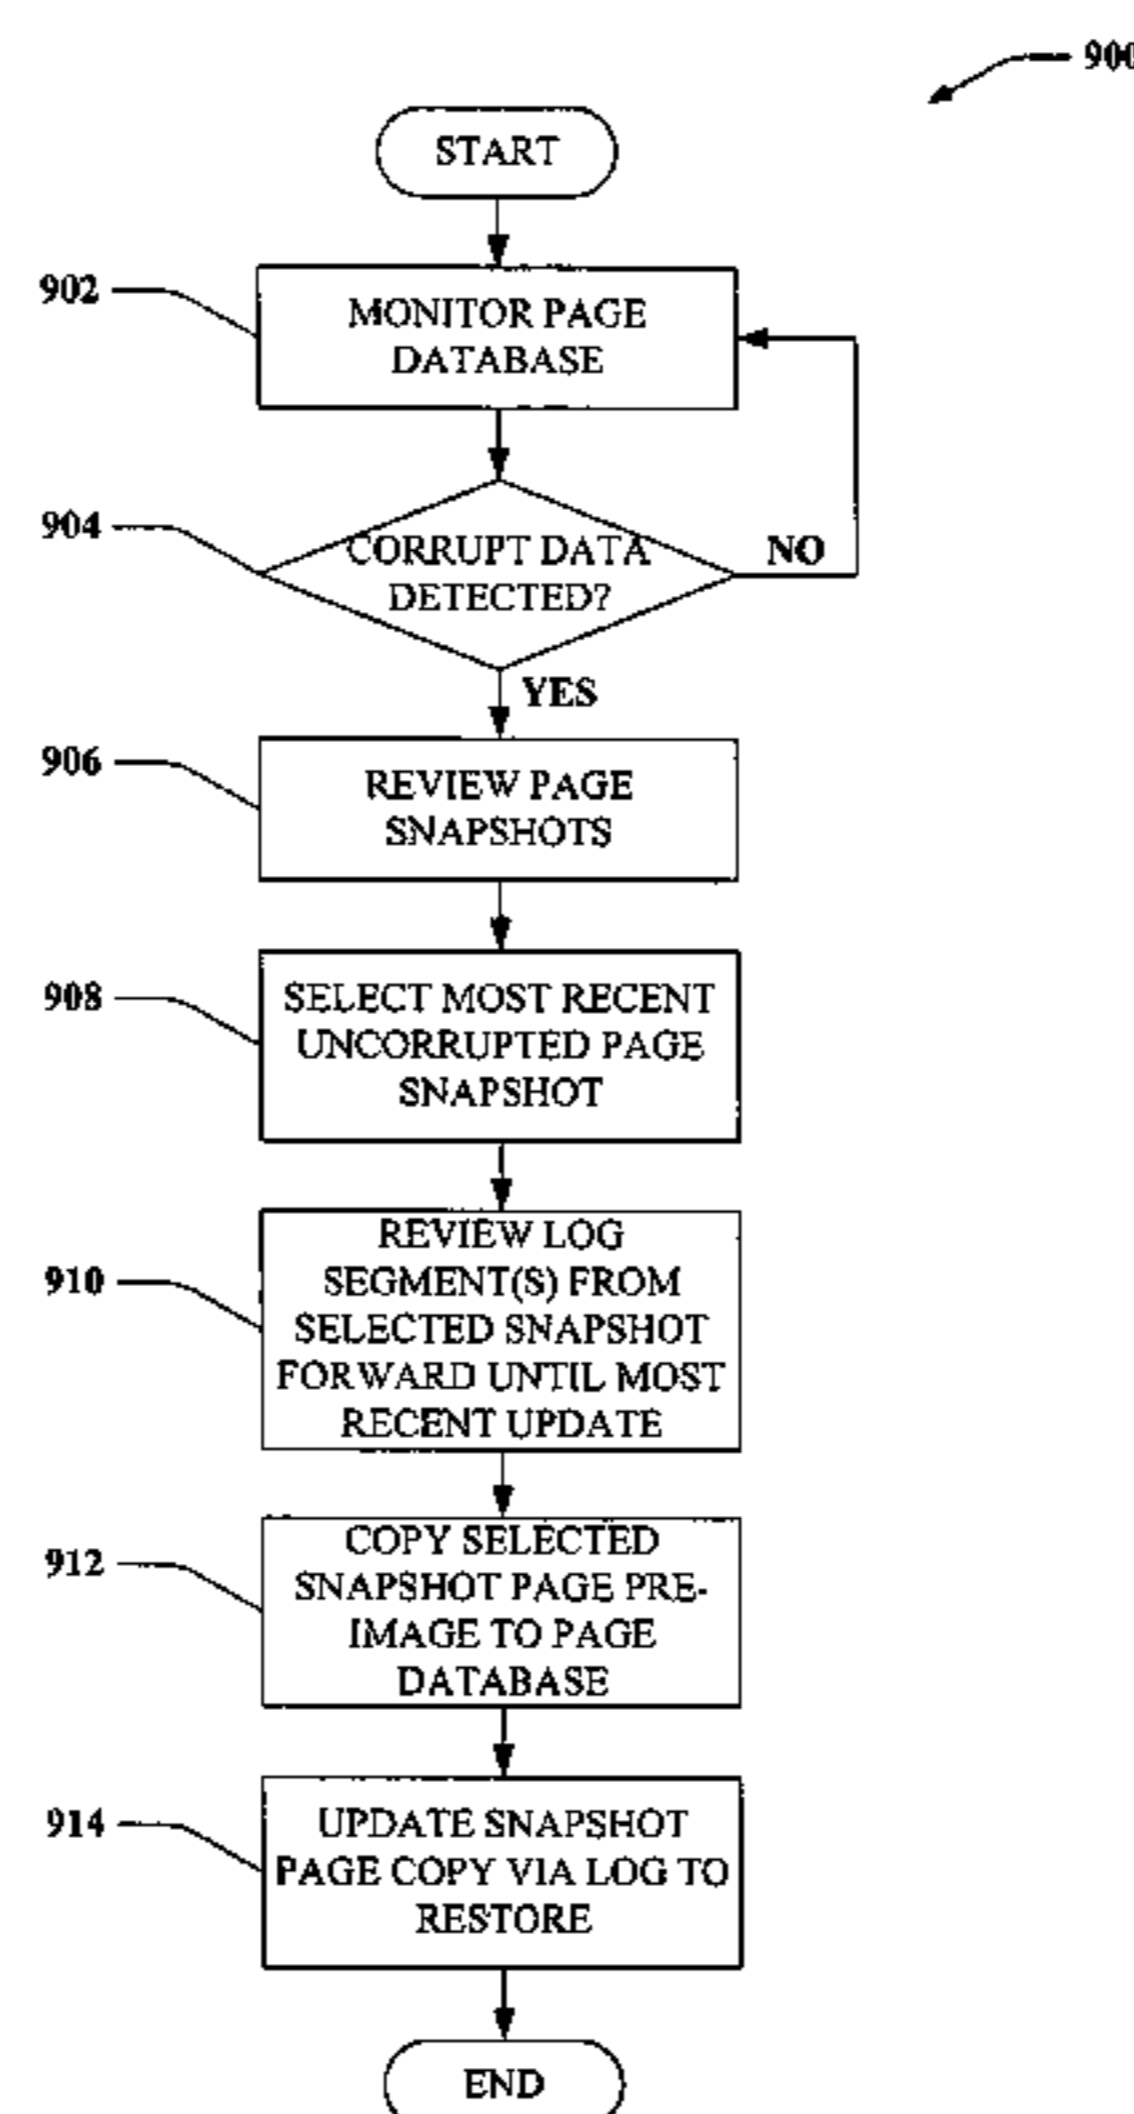 900
START
902
MONITOR PAGE
DATABASE
904
CORRUPT DATA
DETECTED?
NO
YES
906
REVIEW PAGE
SNAPSHOTS
908
SELECT MOST RECENT
UNCORRUPTED PAGE
SNAPSHOT
910
REVIEW LOG
SEGMENT(S) FROM
SELECTED SNAPSHOT
FORWARD UNTIL MOST
RECENT UPDATE
912
COPY SELECTED
SNAPSHOT PAGE PRE-
IMAGE TO PAGE
DATABASE
914
UPDATE SNAPSHOT
PAGE COPY VIA LOG TO
RESTORE
END